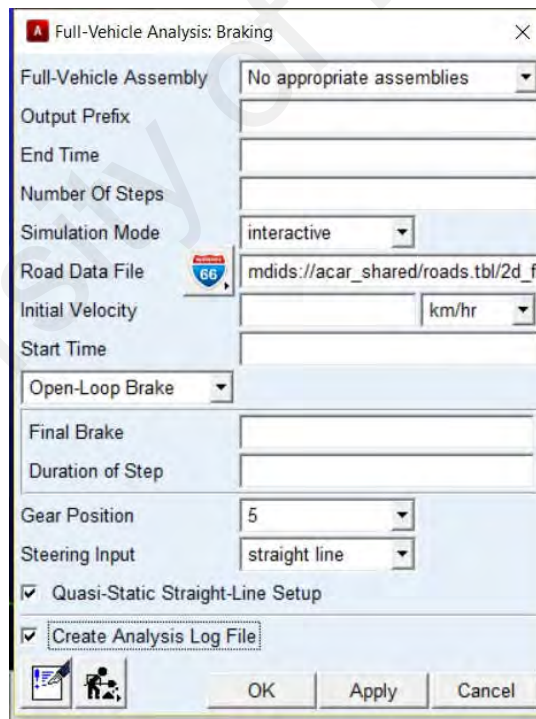 Full-Vehicle Analysis: Braking
Full-Vehicle Assembly No appropriate assemblies
Output Prefix
End Time
Number Of Steps
Simulation Mode interactive
Road Data File 66 mdids://acar_shared/roads.tbl/2d_f
Initial Velocity km/hr
Start Time
Open-Loop Brake
Final Brake
Duration of Step
Gear Position 5
Steering Input straight line
Quasi-Static Straight-Line Setup
Create Analysis Log File
OK Apply Cancel